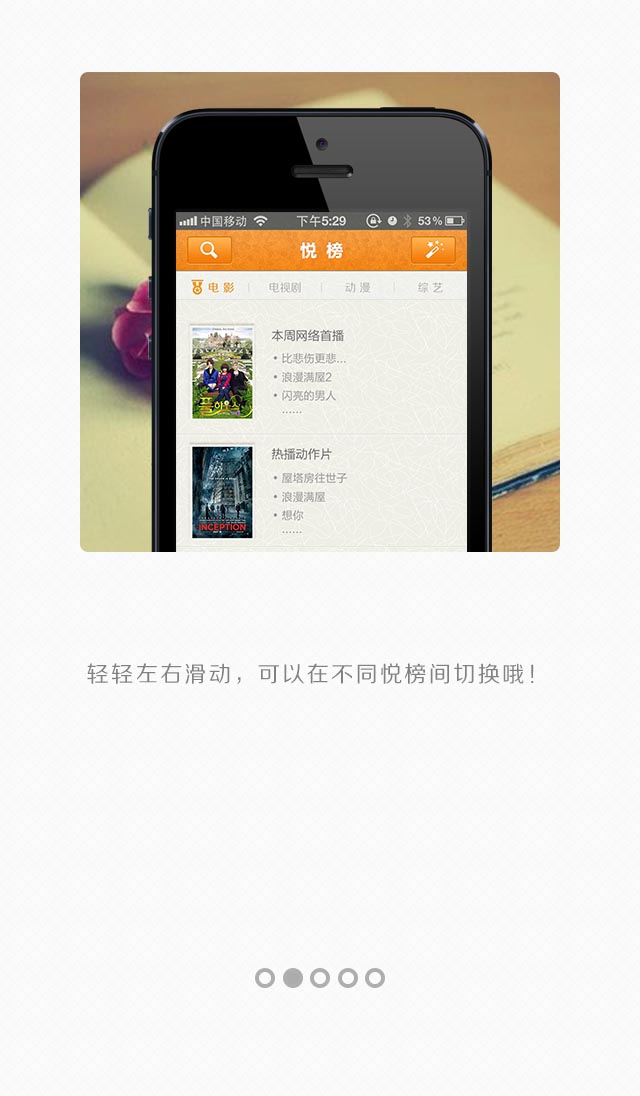 中国移动 下午5:29 53%
悦榜
电影 电视剧 动漫 综艺
本周网络首播
• 比悲伤更悲...
• 浪漫满屋2
• 闪亮的男人
......
热播动作片
• 屋塔房往世子
• 浪漫满屋
• 想你
......
INCEPTION
轻轻左右滑动，可以在不同悦榜间切换哦！